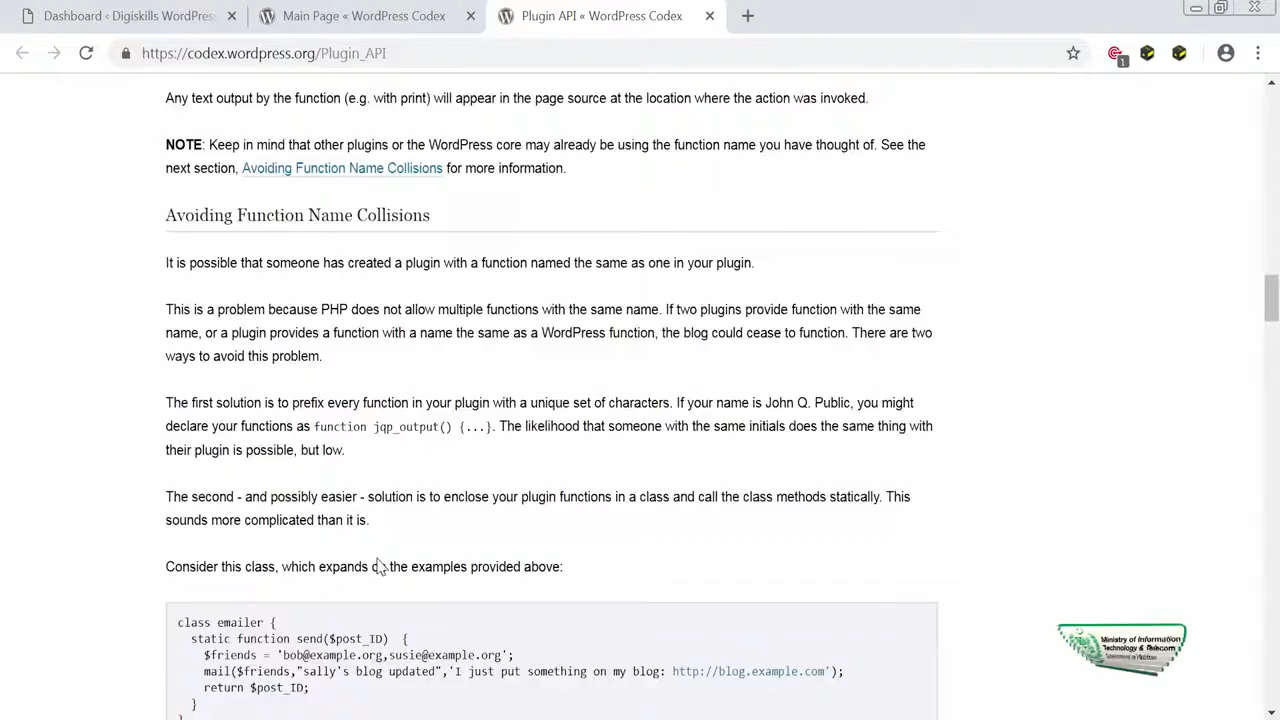 Dashboard ‹ Digiskills WordPress
Main Page « WordPress Codex
Plugin API « WordPress Codex
https://codex.wordpress.org/Plugin_API
1
Any text output by the function (e.g. with print) will appear in the page source at the location where the action was invoked.
NOTE: Keep in mind that other plugins or the WordPress core may already be using the function name you have thought of. See the
next section, Avoiding Function Name Collisions for more information.
Avoiding Function Name Collisions
It is possible that someone has created a plugin with a function named the same as one in your plugin.
This is a problem because PHP does not allow multiple functions with the same name. If two plugins provide function with the same
name, or a plugin provides a function with a name the same as a WordPress function, the blog could cease to function. There are two
ways to avoid this problem.
The first solution is to prefix every function in your plugin with a unique set of characters. If your name is John Q. Public, you might
declare your functions as function jqp_output() {...}. The likelihood that someone with the same initials does the same thing with
their plugin is possible, but low.
The second - and possibly easier - solution is to enclose your plugin functions in a class and call the class methods statically. This
sounds more complicated than it is.
Consider this class, which expands on the examples provided above:
class emailer {
static function send($post_ID) {
$friends = 'bob@example.org,susie@example.org';
mail($friends,"sally's blog updated",'I just put something on my blog: http://blog.example.com');
return $post_ID;
}
}
Ministry of Information
Technology & Telecom